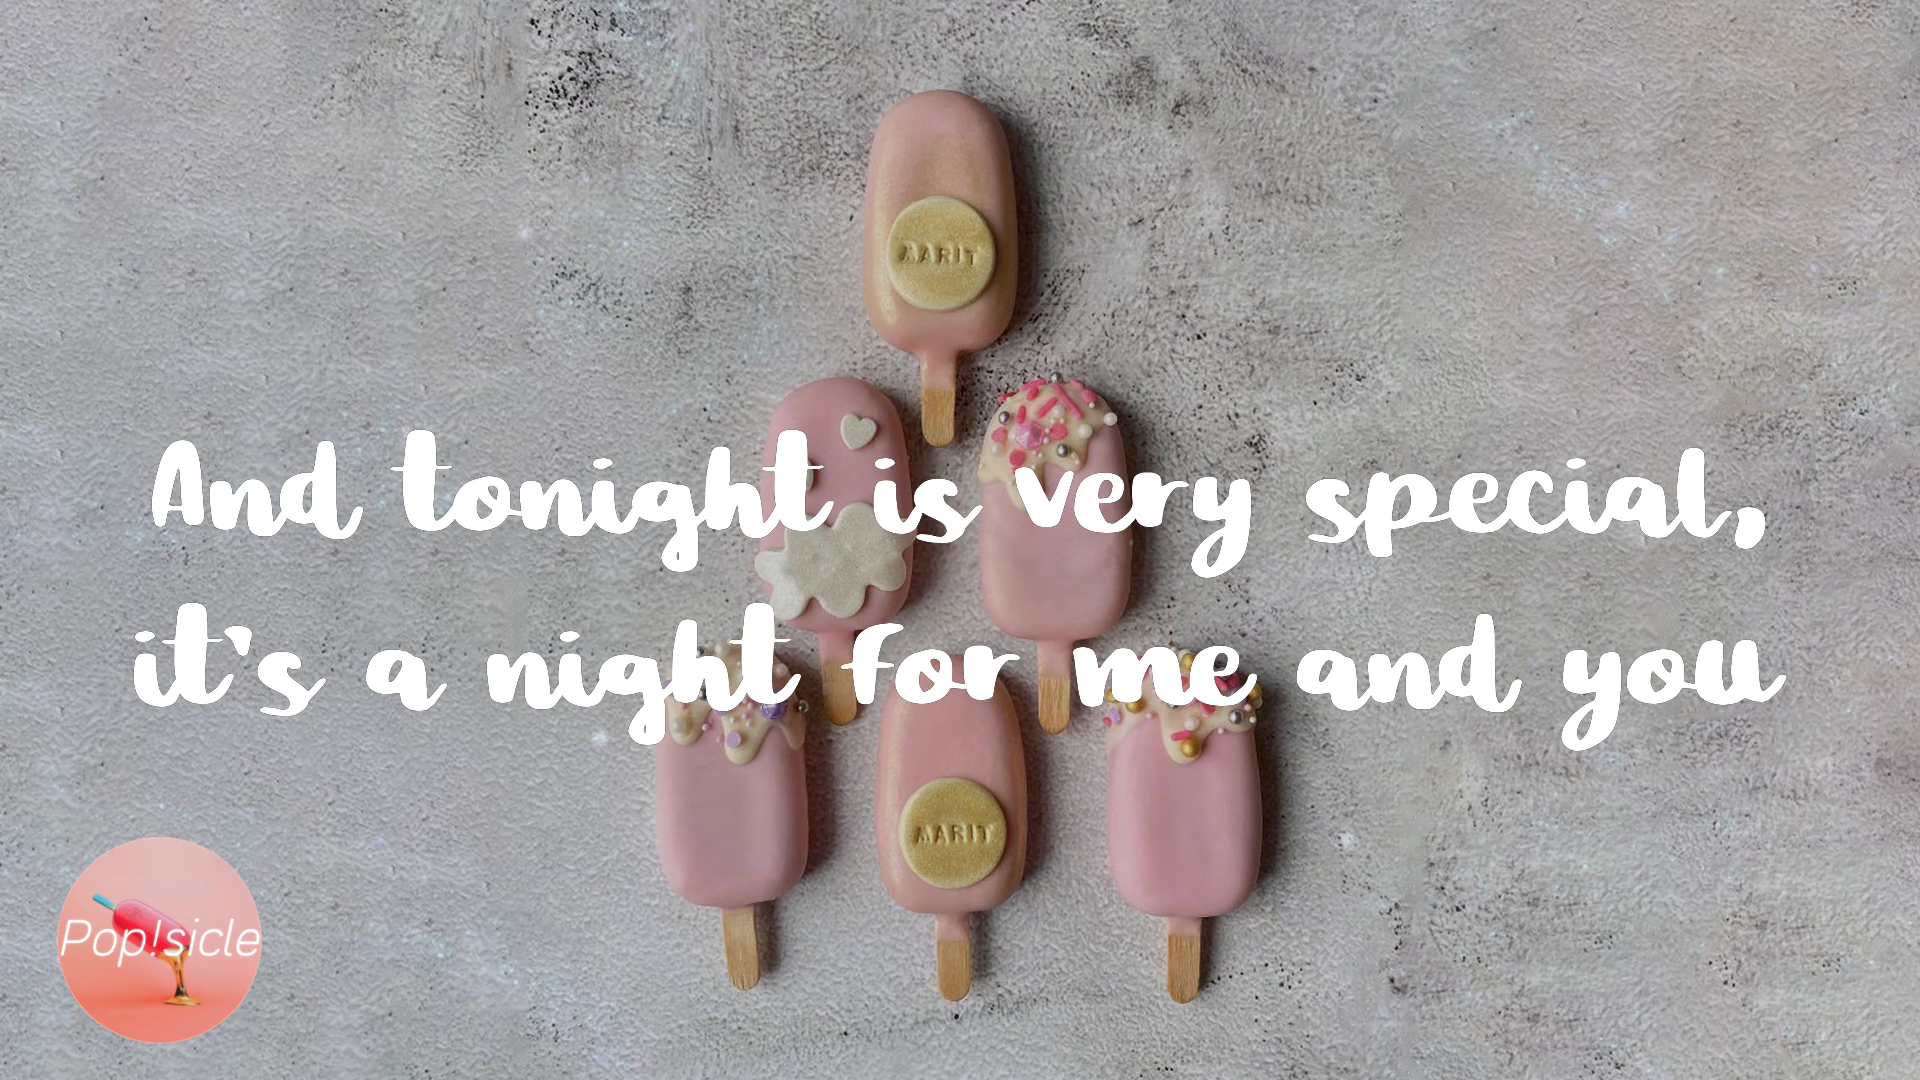 MARIT
And tonight is very special,
it's a night for me and you
MARIT
Pop!sicle